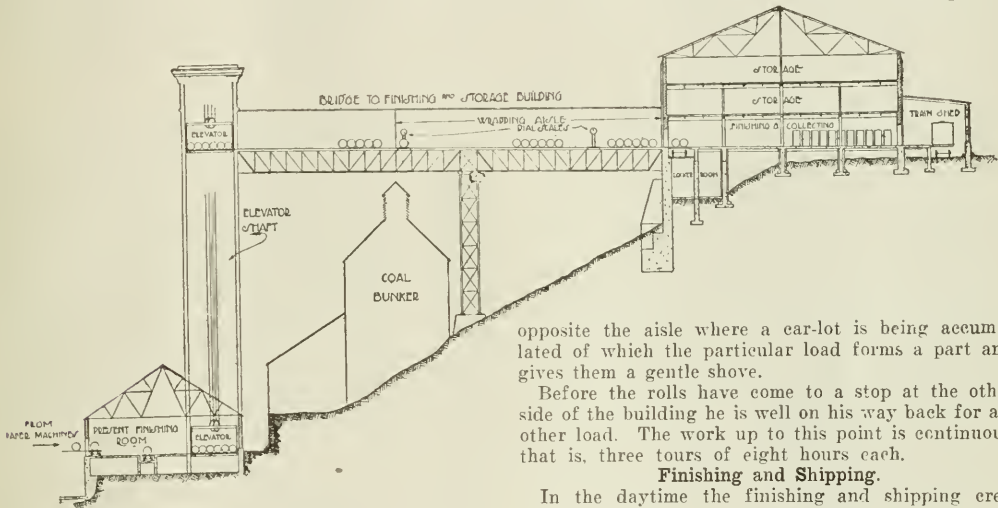 STORAGE
BRIDGE TO FINISHING AND STORAGE BUILDING
STORAGE
WRAPPING AISLE
TRAIN SHED
DIAL SCALES
FINISHING & COLLECTING
ELEVATOR
ROOM
ELEVATOR
SHAFT
COAL
BUNKER
FROM
PAPER MACHINES
PRESENT FINISHING
ROOM
ELEVATOR
opposite the aisle where a car-lot is being accum
lated of which the particular load forms a part an
gives them a gentle shove.
Before the rolls have come to a stop at the oth
side of the building he is well on his way back for a
other load. The work up to this point is continuou
that is, three tours of eight hours each.
Finishing and Shipping.
In the daytime the finishing and shipping cre